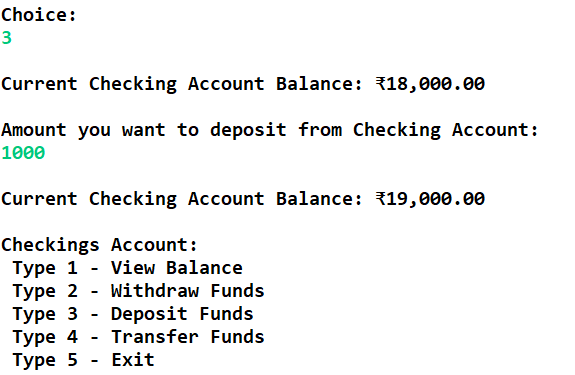 Choice:
3
Current Checking Account Balance: ₹18,000.00
Amount you want to deposit from Checking Account:
1000
Current Checking Account Balance: ₹19,000.00
Checkings Account:
Type 1 - View Balance
Type 2 - Withdraw Funds
Type 3 - Deposit Funds
Type 4 - Transfer Funds
Type 5 - Exit